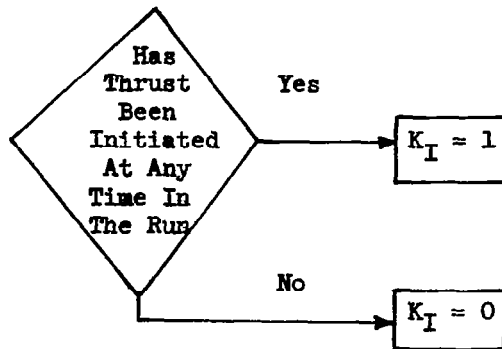 Has
Thrust
Been
Initiated
At Any
Time In
The Run
Yes
K_I = 1
No
K_I = 0